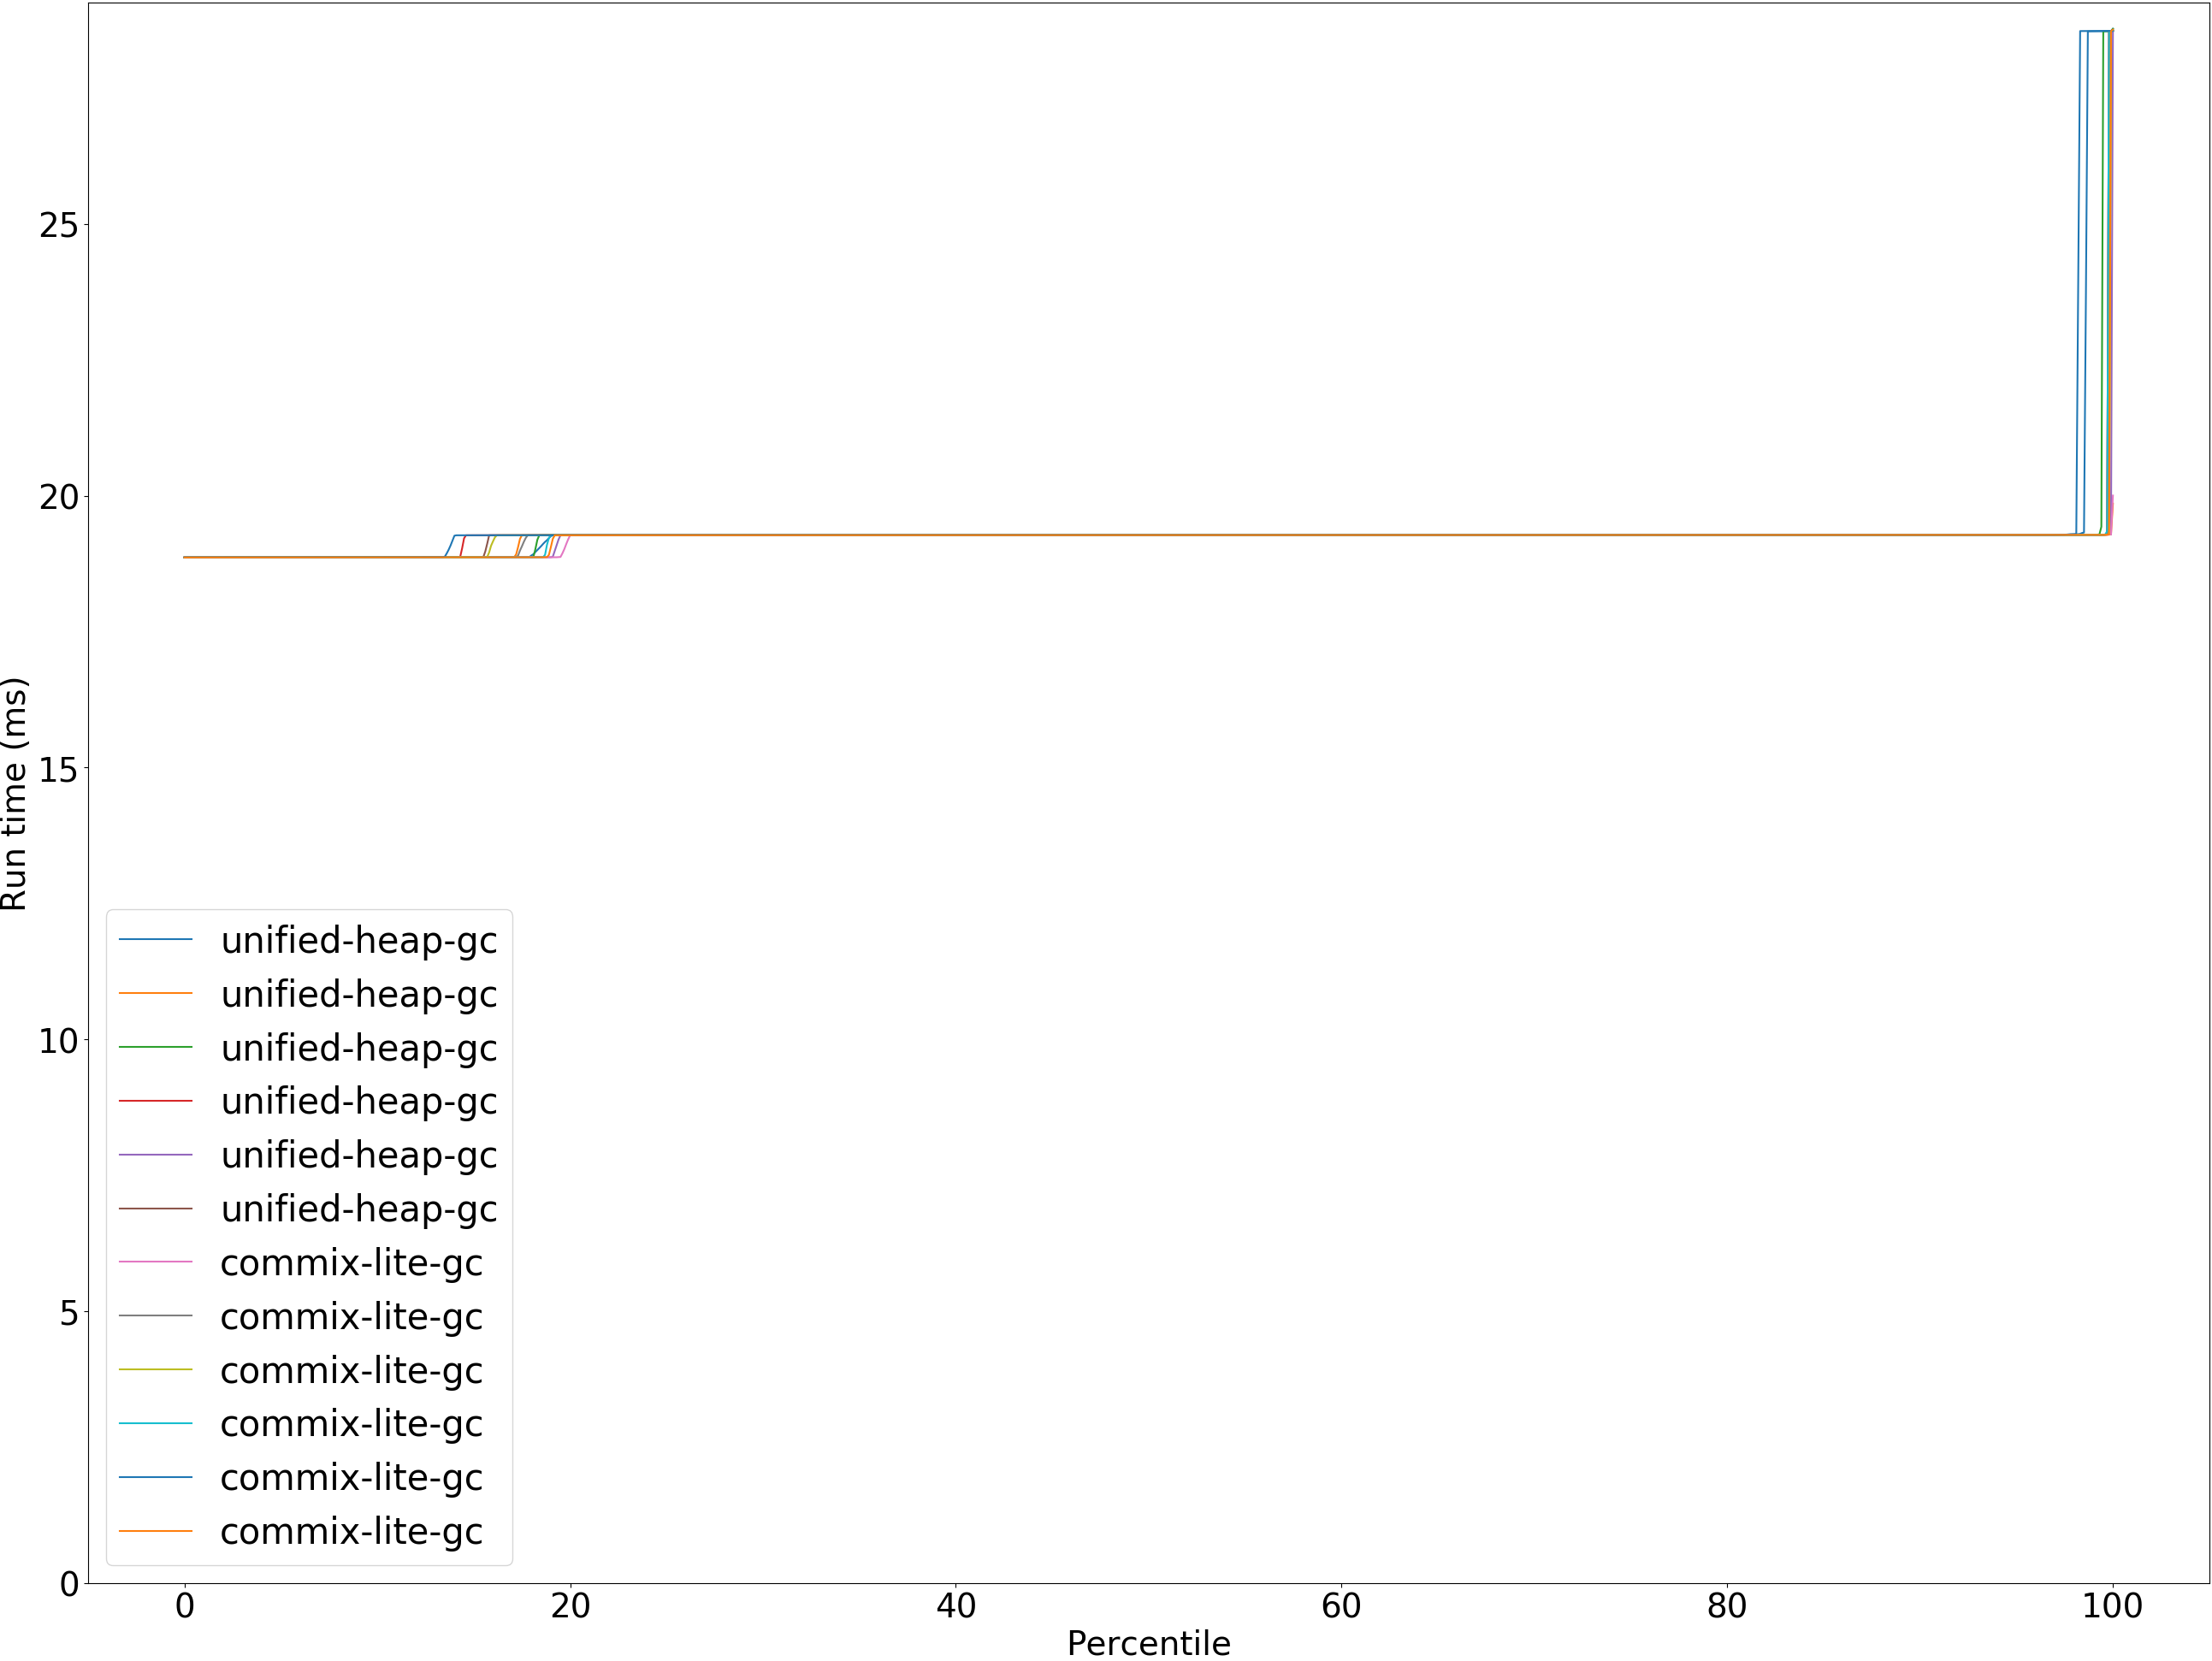 25
20
15
10
5
0
Run time (ms)
unified-heap-gc
unified-heap-gc
unified-heap-gc
unified-heap-gc
unified-heap-gc
unified-heap-gc
commix-lite-gc
commix-lite-gc
commix-lite-gc
commix-lite-gc
commix-lite-gc
commix-lite-gc
0 20 40 60 80 100
Percentile